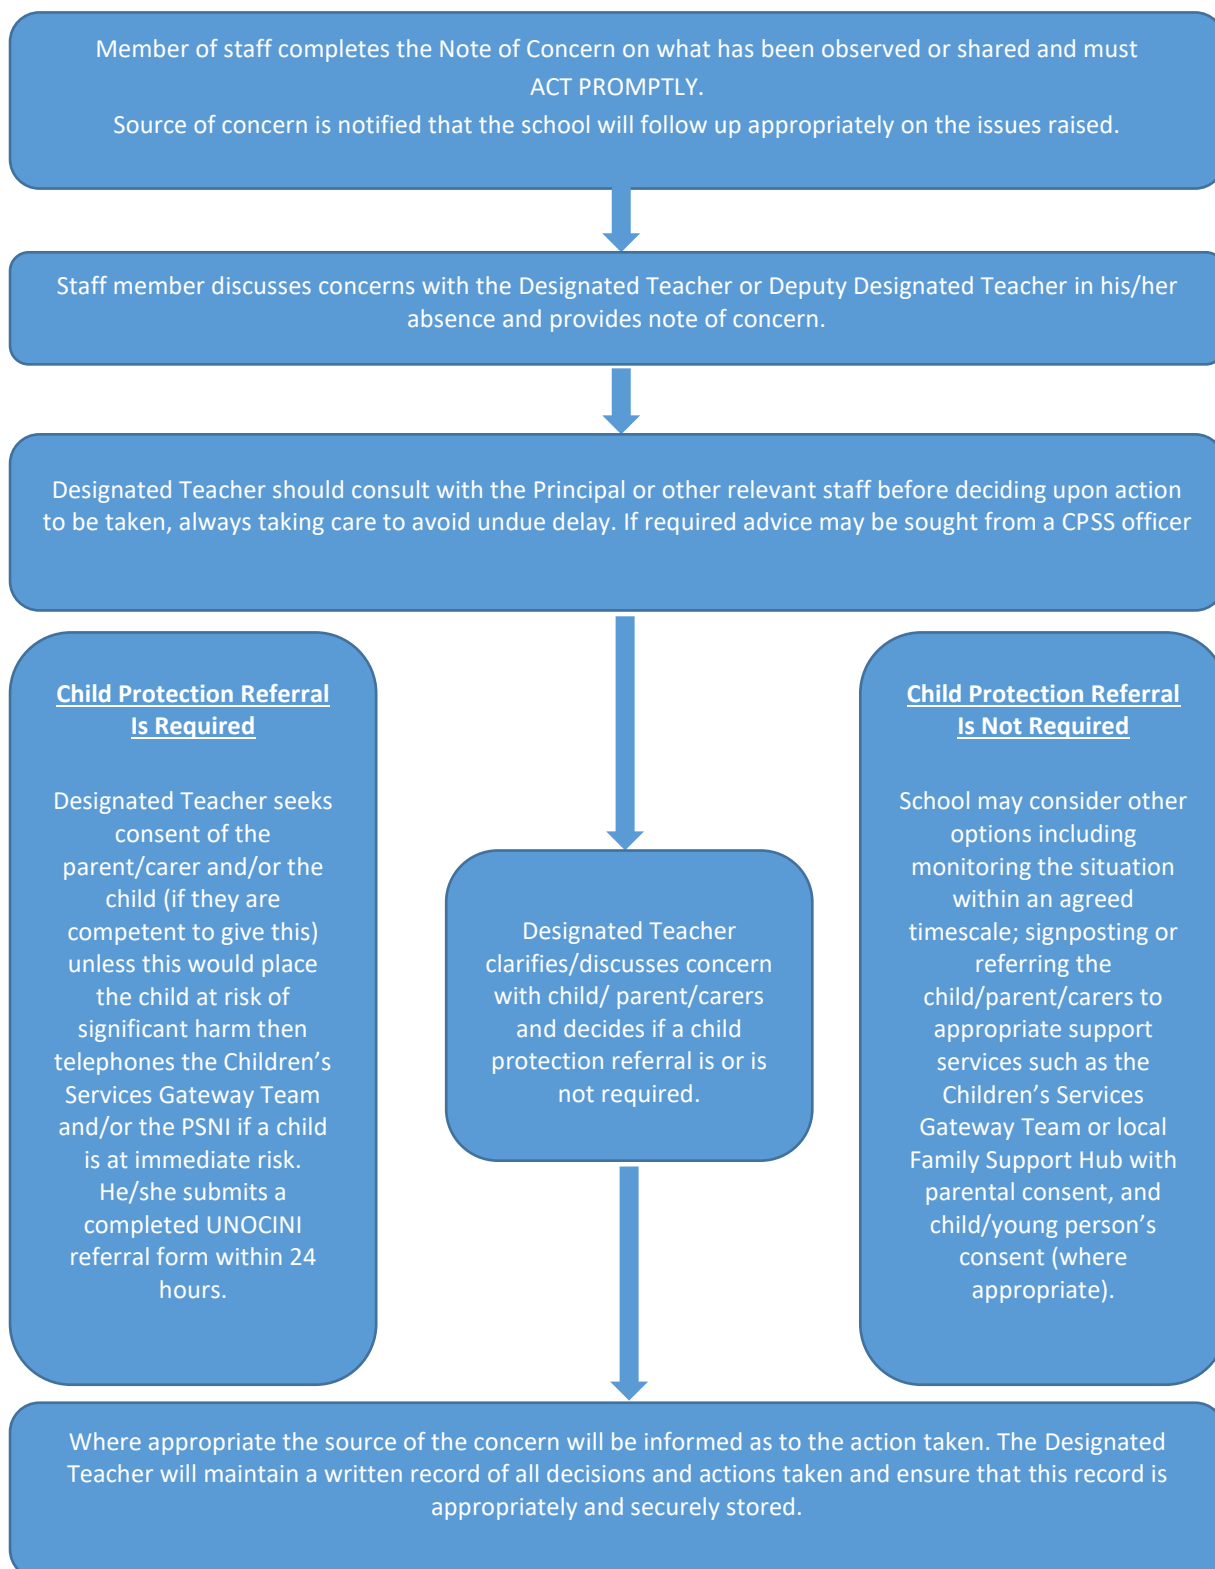 Member of staff completes the Note of Concern on what has been observed or shared and must
ACT PROMPTLY.
Source of concern is notified that the school will follow up appropriately on the issues raised.
Staff member discusses concerns with the Designated Teacher or Deputy Designated Teacher in his/her
absence and provides note of concern.
Designated Teacher should consult with the Principal or other relevant staff before deciding upon action
to be taken, always taking care to avoid undue delay. If required advice may be sought from a CPSS officer
Child Protection Referral
Is Required
Designated Teacher seeks
consent of the
parent/carer and/or the
child (if they are
competent to give this)
unless this would place
the child at risk of
significant harm then
telephones the Children’s
Services Gateway Team
and/or the PSNI if a child
is at immediate risk.
He/she submits a
completed UNOCINI
referral form within 24
hours.
Designated Teacher
clarifies/discusses concern
with child/ parent/carers
and decides if a child
protection referral is or is
not required.
Child Protection Referral
Is Not Required
School may consider other
options including
monitoring the situation
within an agreed
timescale; signposting or
referring the
child/parent/carers to
appropriate support
services such as the
Children’s Services
Gateway Team or local
Family Support Hub with
parental consent, and
child/young person’s
consent (where
appropriate).
Where appropriate the source of the concern will be informed as to the action taken. The Designated
Teacher will maintain a written record of all decisions and actions taken and ensure that this record is
appropriately and securely stored.